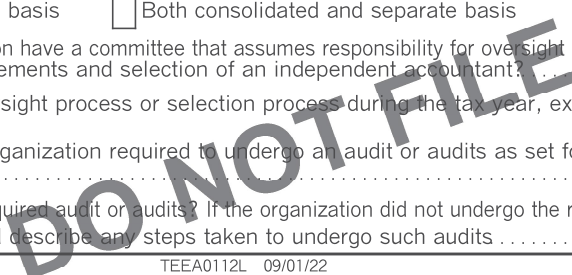 basis Both consolidated and separate basis
on have a committee that assumes responsibility for oversight
ements and selection of an independent accountant? . . . .
sight process or selection process during the tax year, ex
ganization required to undergo an audit or audits as set fo
. . . . . . . . . . . . . . . . . . . . . . . . . . . . . . . . . . . . . . . . . .
quired audit or audits? If the organization did not undergo the r
describe any steps taken to undergo such audits . . . . . . .
TEEA0112L 09/01/22
DO NOT FILE